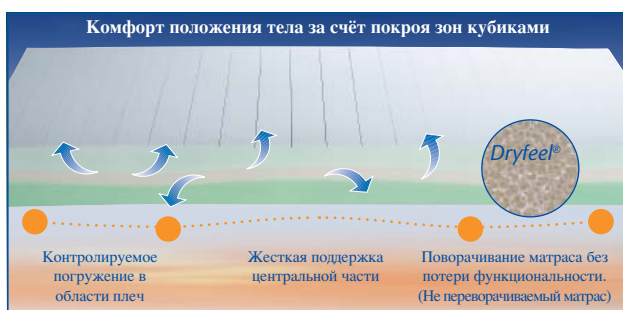 Комфорт положения тела за счёт покроя зон кубиками
Dryfeel®
Контролируемое
погружение в
области плеч
Жесткая поддержка
центральной части
Поворачивание матраса без
потери функциональности.
(Не переворачиваемый матрас)